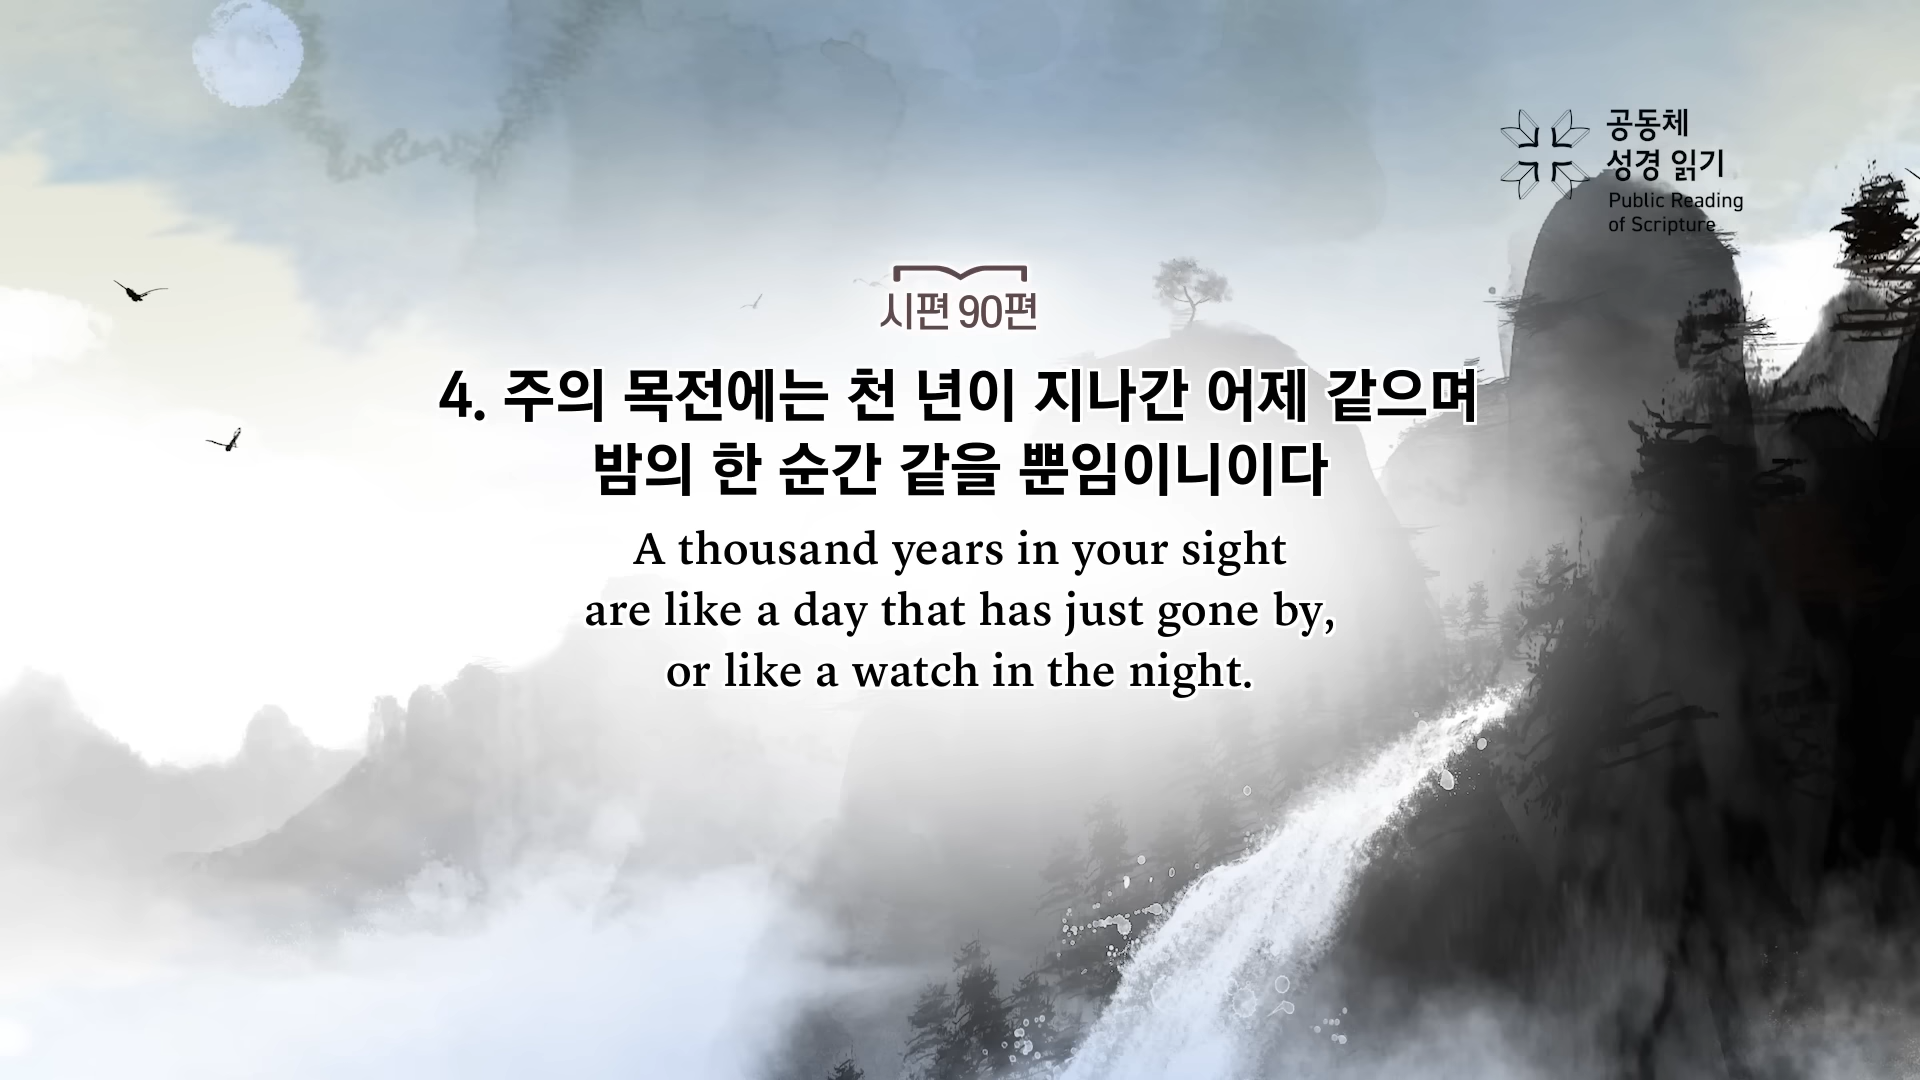 공동체
성경 읽기
Public Reading
of Scripture
시편 90편
4. 주의 목전에는 천 년이 지나간 어제 같으며
밤의 한 순간 같을 뿐임이니이다
A thousand years in your sight
are like a day that has just gone by,
or like a watch in the night.